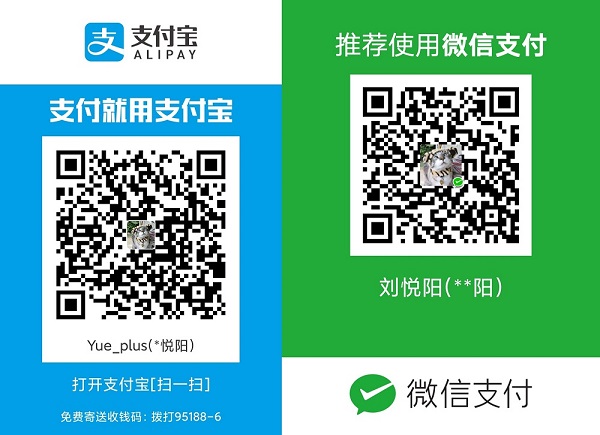 支付宝
ALIPAY
支付就用支付宝
Yue_plus(*悦阳)
打开支付宝[扫一扫]
免费寄送收钱码：拨打95188-6
推荐使用微信支付
刘悦阳(**阳)
微信支付